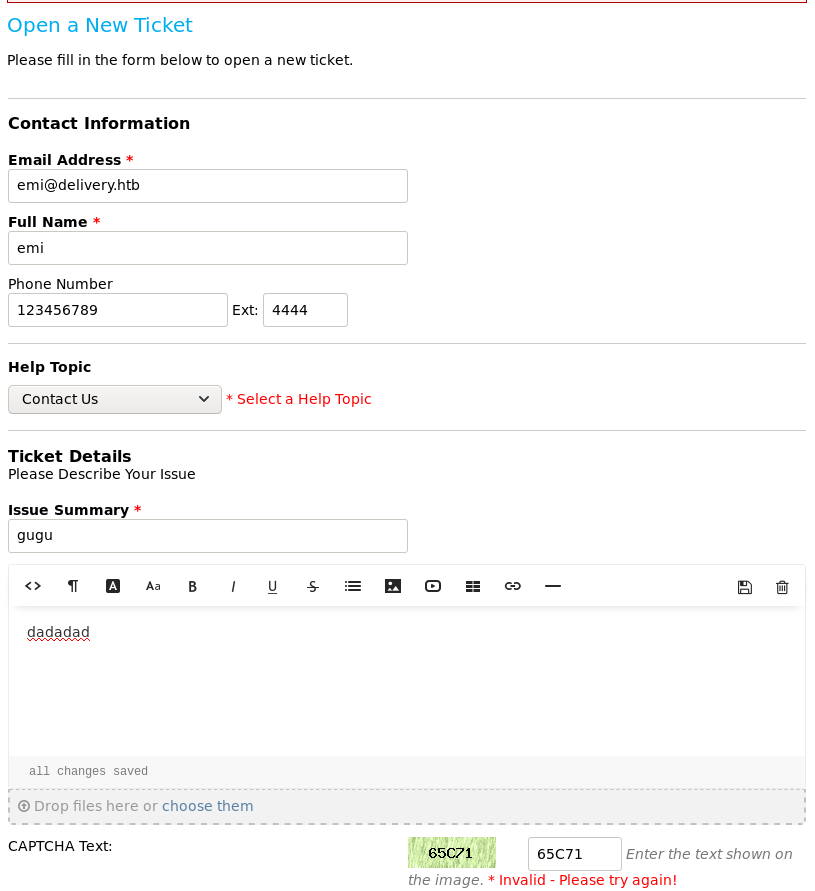 Open a New Ticket
Please fill in the form below to open a new ticket.
Contact Information
Email Address *
emi@delivery.htb
Full Name *
emi
Phone Number
123456789 Ext: 4444
Help Topic
Contact Us * Select a Help Topic
Ticket Details
Please Describe Your Issue
Issue Summary *
gugu
<> ¶ A Aa B I U S
dadadad
all changes saved
Drop files here or choose them
CAPTCHA Text: 65C71 65C71 Enter the text shown on
the image. * Invalid - Please try again!